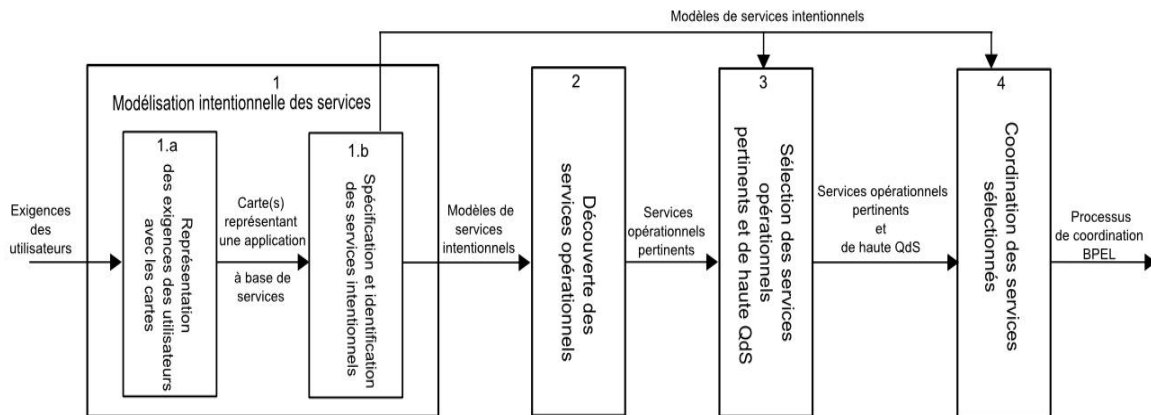 Modèles de services intentionnels
1
Modélisation intentionnelle des services
Exigences
des
utilisateurs
1.a
Représentation
des exigences des utilisateurs
avec les cartes
Carte(s)
représentant
une application
à base de
services
1.b
Spécification et identification
des services intentionnels
Modèles de
services
intentionnels
2
Découverte des
services opérationnels
Services
opérationnels
pertinents
3
Sélection des services
opérationnels
pertinents et de haute QdS
Services opérationnels
pertinents
et
de haute QdS
4
Coordination des services
sélectionnés
Processus
de coordination
BPEL